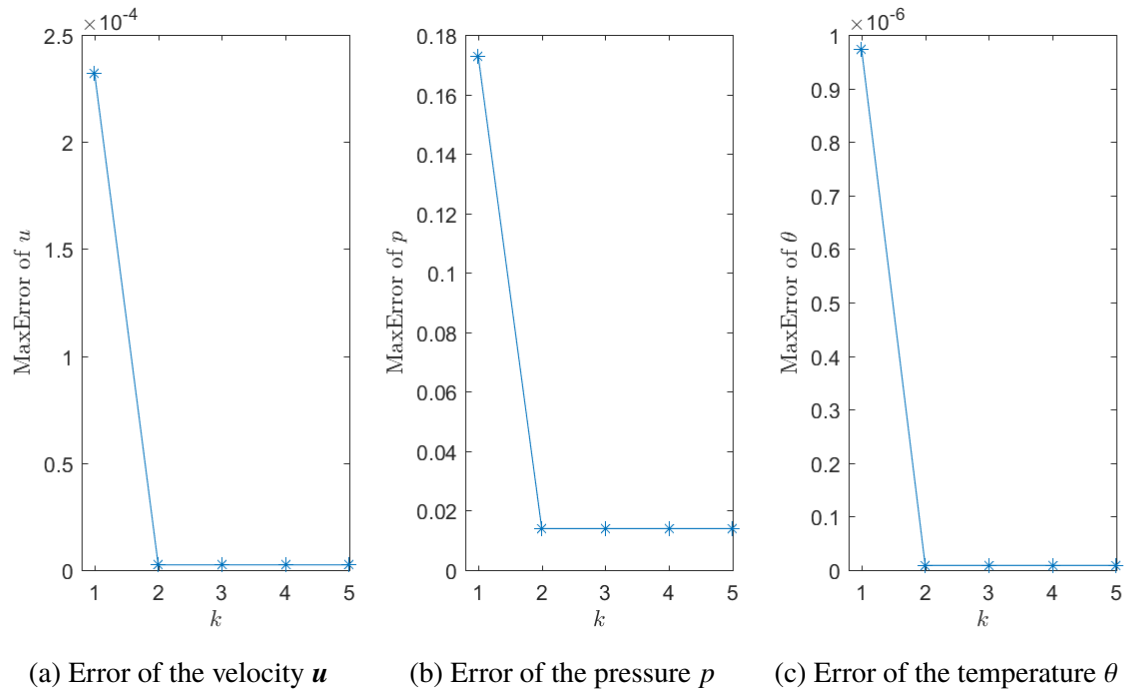 ×10-4
2.5
2
1.5
1
0.5
0
MaxError of u
1 2 3 4 5
k
0.18
0.16
0.14
0.12
0.1
0.08
0.06
0.04
0.02
0
MaxError of p
1 2 3 4 5
k
×10-6
1
0.9
0.8
0.7
0.6
0.5
0.4
0.3
0.2
0.1
0
MaxError of θ
1 2 3 4 5
k
(a) Error of the velocity u
(b) Error of the pressure p
(c) Error of the temperature θ